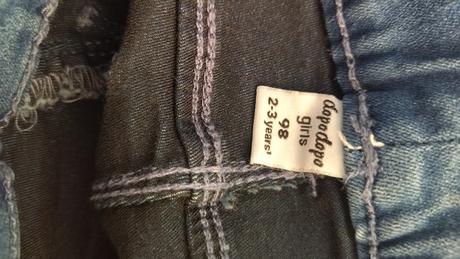 dopodopo
girls
98
2-3 years